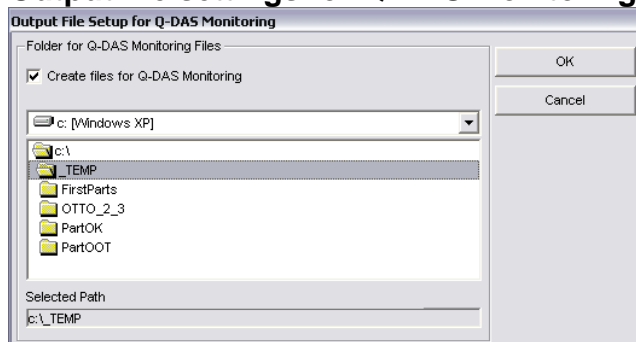 Output File Setup for Q-DAS Monitoring
Folder for Q-DAS Monitoring Files
OK
Create files for Q-DAS Monitoring
Cancel
c: [Windows XP]
c:\
_TEMP
FirstParts
OTTO_2_3
PartOK
PartOOT
Selected Path
c:\_TEMP